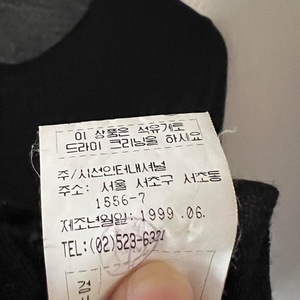 이 상품은 석유계로
드라이 크리닝을 하시요
주/시선인터내셔널
주소: 서울 서초구 서초동
1556-7
제조년월일: 1999.06.
TEL:(02)523-6321
검